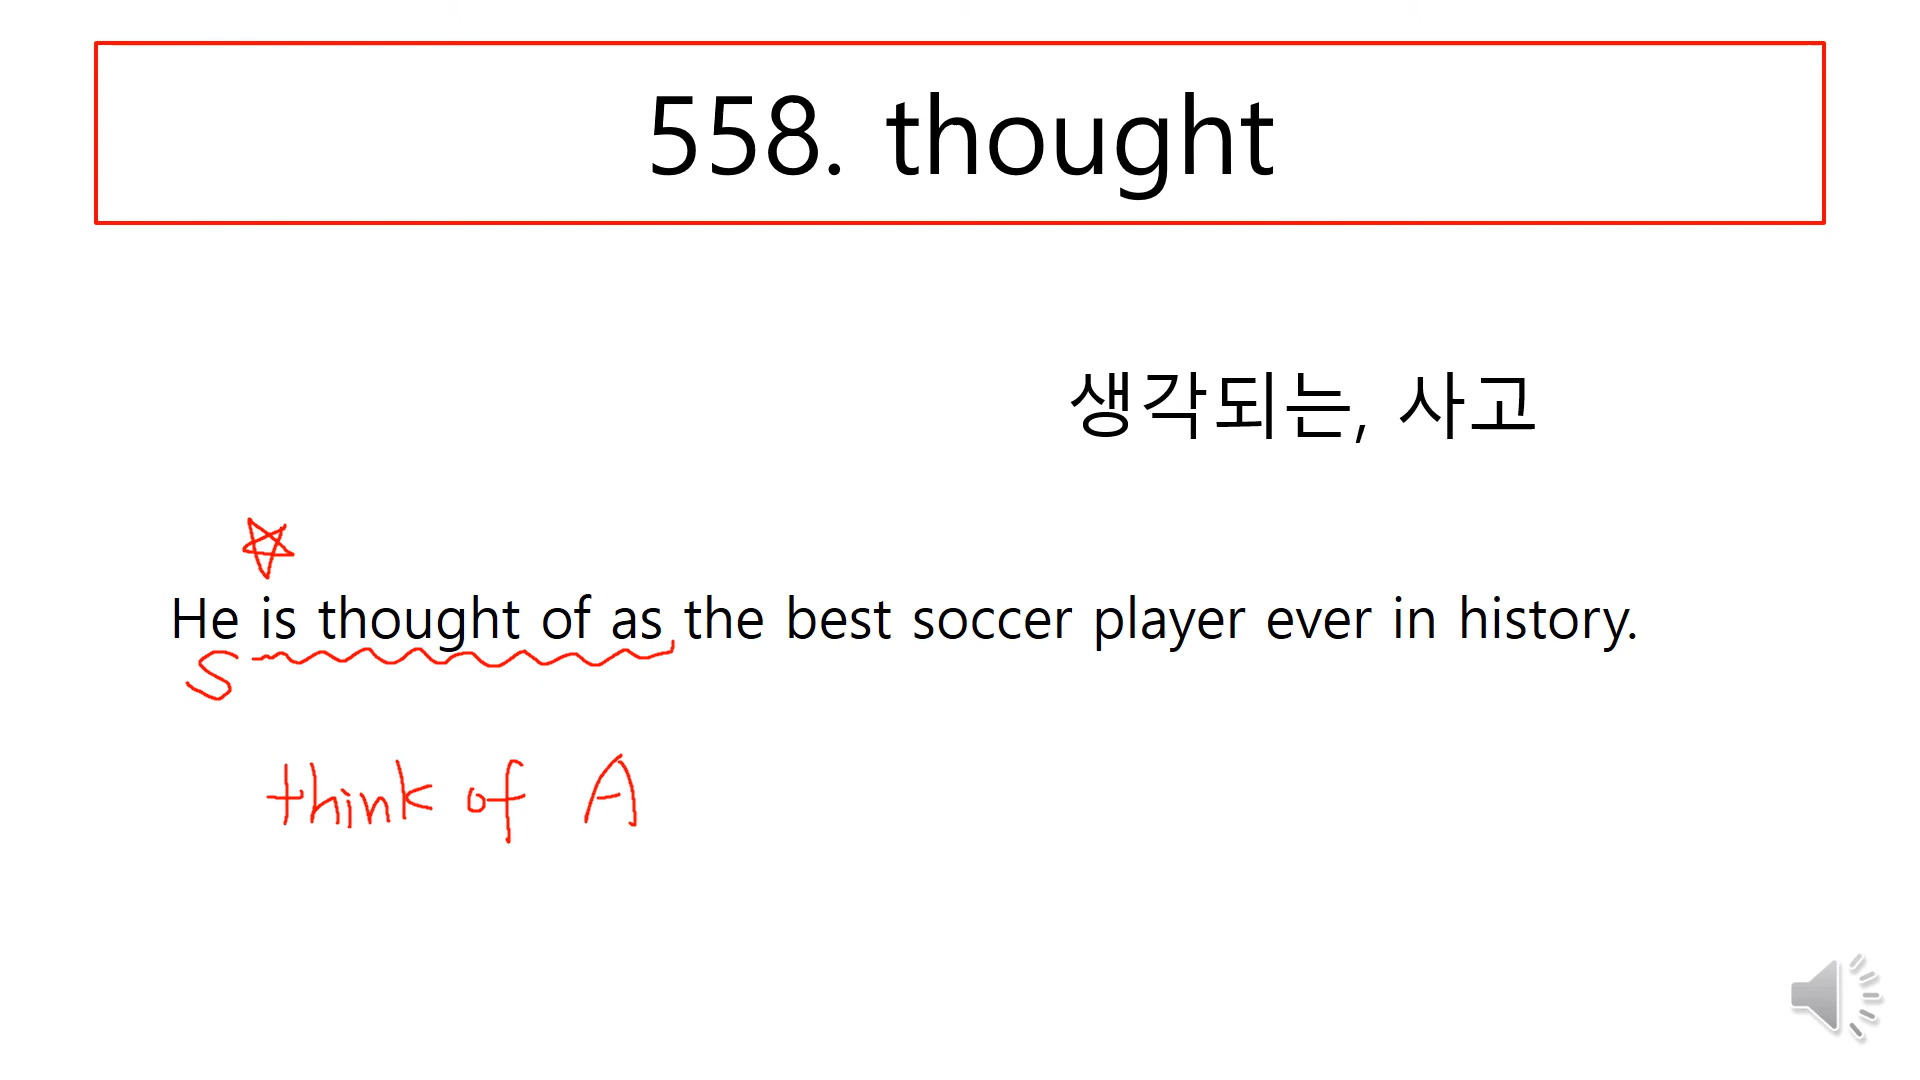 558. thought
생각되는, 사고
He is thought of as the best soccer player ever in history.
S
think of A